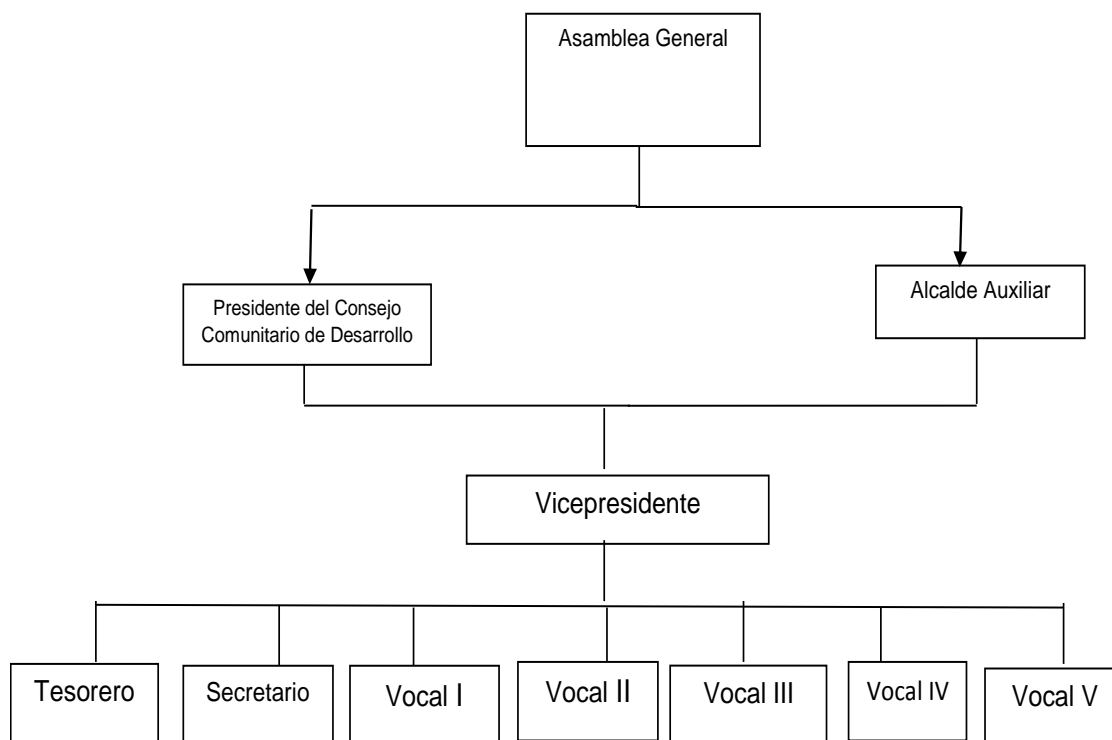 Asamblea General
Presidente del Consejo
Comunitario de Desarrollo
Alcalde Auxiliar
Vicepresidente
Tesorero
Secretario
Vocal I
Vocal II
Vocal III
Vocal IV
Vocal V